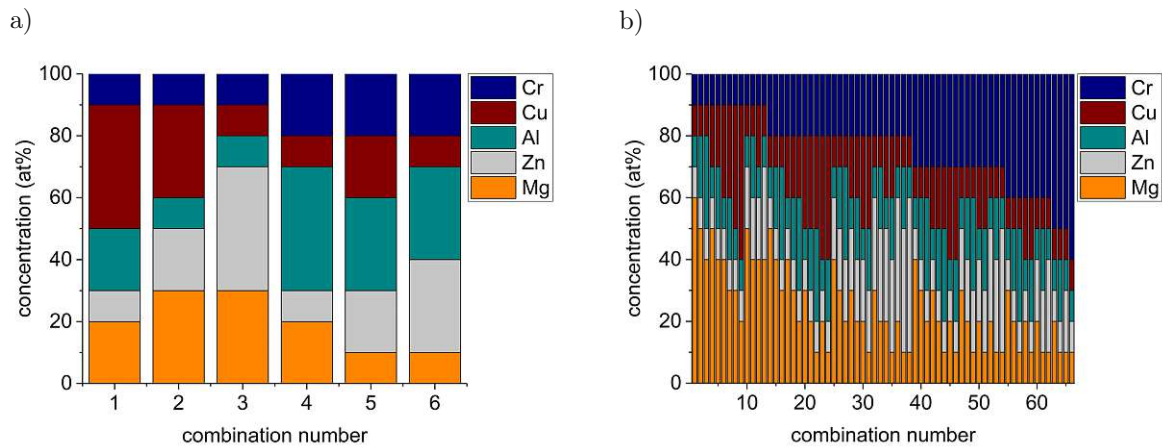 a)
100
80
60
40
20
0
concentration (at%)
1 2 3 4 5 6
combination number
Cr
Cu
Al
Zn
Mg
b)
100
80
60
40
20
0
concentration (at%)
10 20 30 40 50 60
combination number
Cr
Cu
Al
Zn
Mg